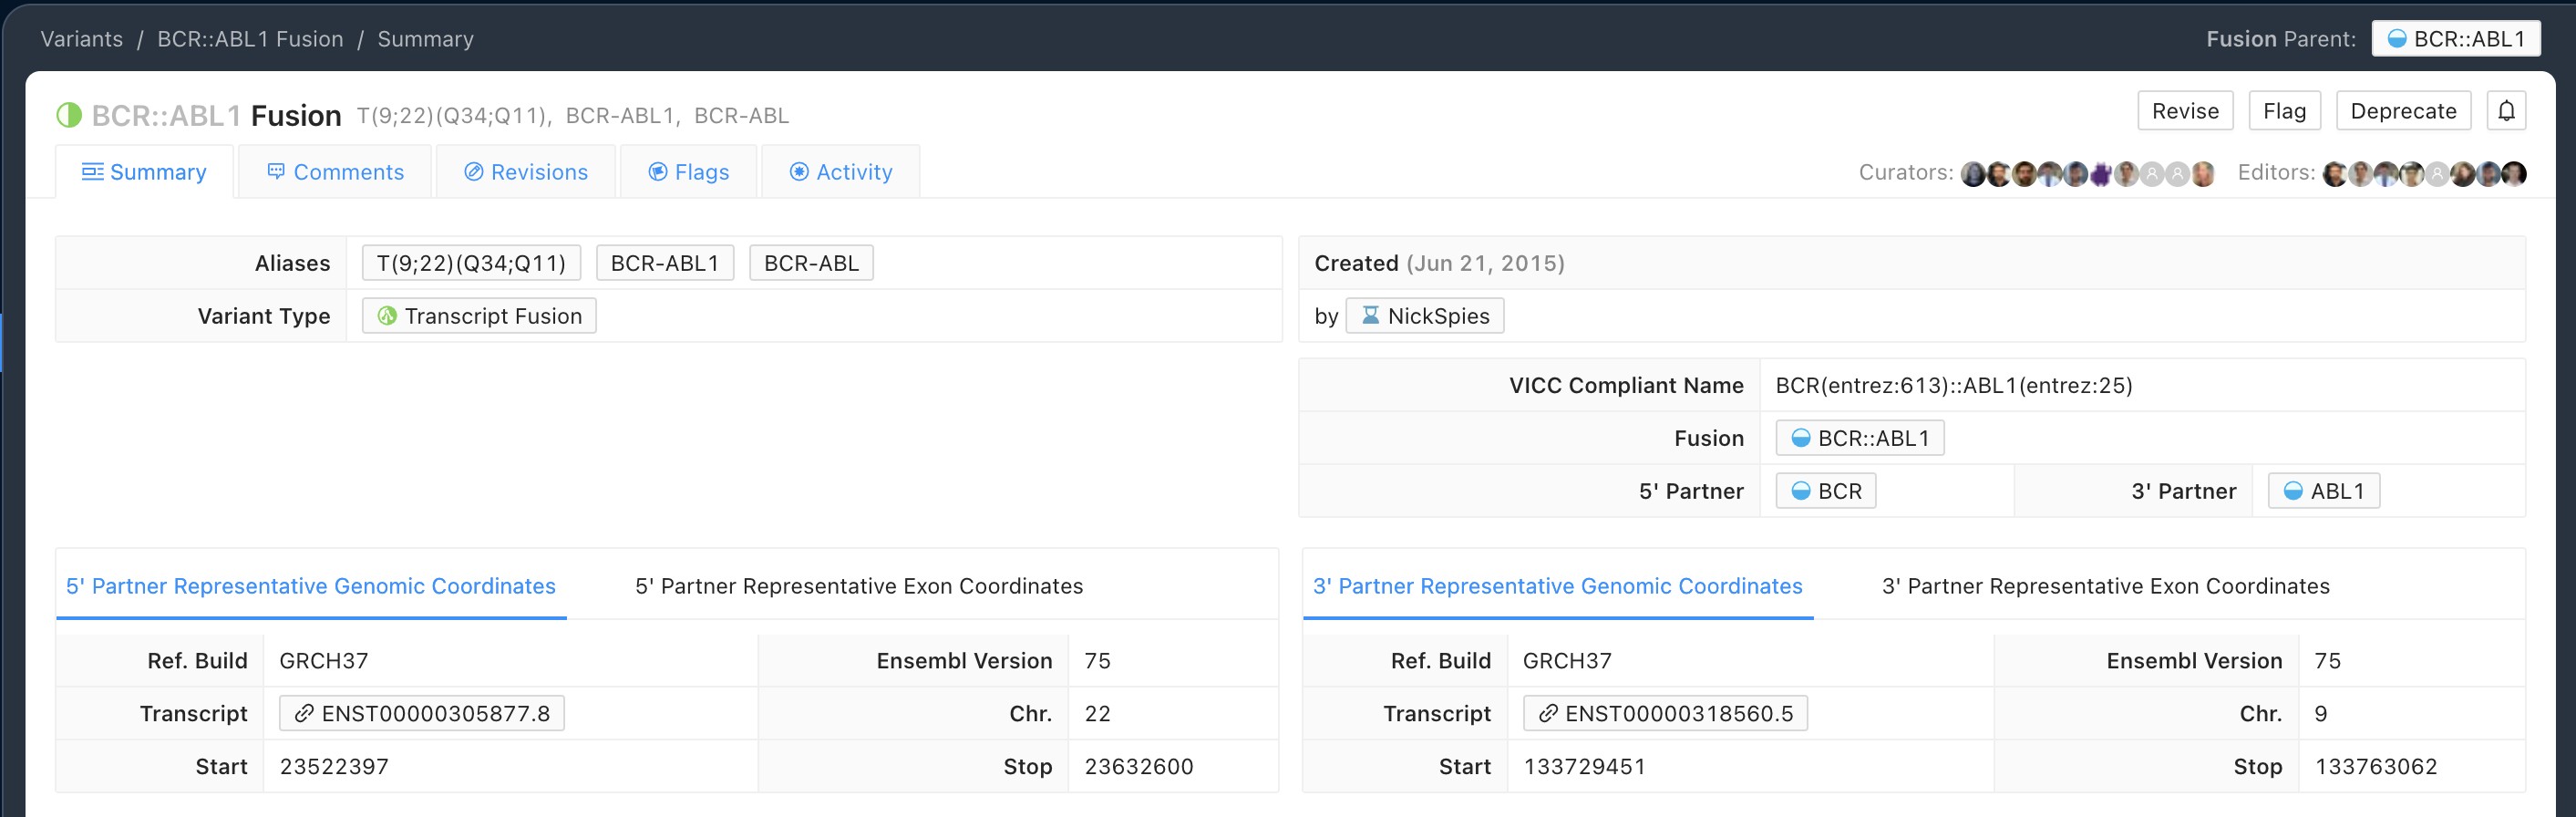 Variants / BCR::ABL1 Fusion / Summary
Fusion Parent: BCR::ABL1
BCR::ABL1 Fusion T(9;22)(Q34;Q11), BCR-ABL1, BCR-ABL
Revise Flag Deprecate
Summary Comments Revisions Flags Activity
Curators: Editors:
Aliases T(9;22)(Q34;Q11) BCR-ABL1 BCR-ABL
Variant Type Transcript Fusion
Created (Jun 21, 2015)
by NickSpies
VICC Compliant Name BCR(entrez:613)::ABL1(entrez:25)
Fusion BCR::ABL1
5' Partner BCR 3' Partner ABL1
5' Partner Representative Genomic Coordinates 5' Partner Representative Exon Coordinates
Ref. Build GRCH37 Ensembl Version 75
Transcript ENST00000305877.8 Chr. 22
Start 23522397 Stop 23632600
3' Partner Representative Genomic Coordinates 3' Partner Representative Exon Coordinates
Ref. Build GRCH37 Ensembl Version 75
Transcript ENST00000318560.5 Chr. 9
Start 133729451 Stop 133763062